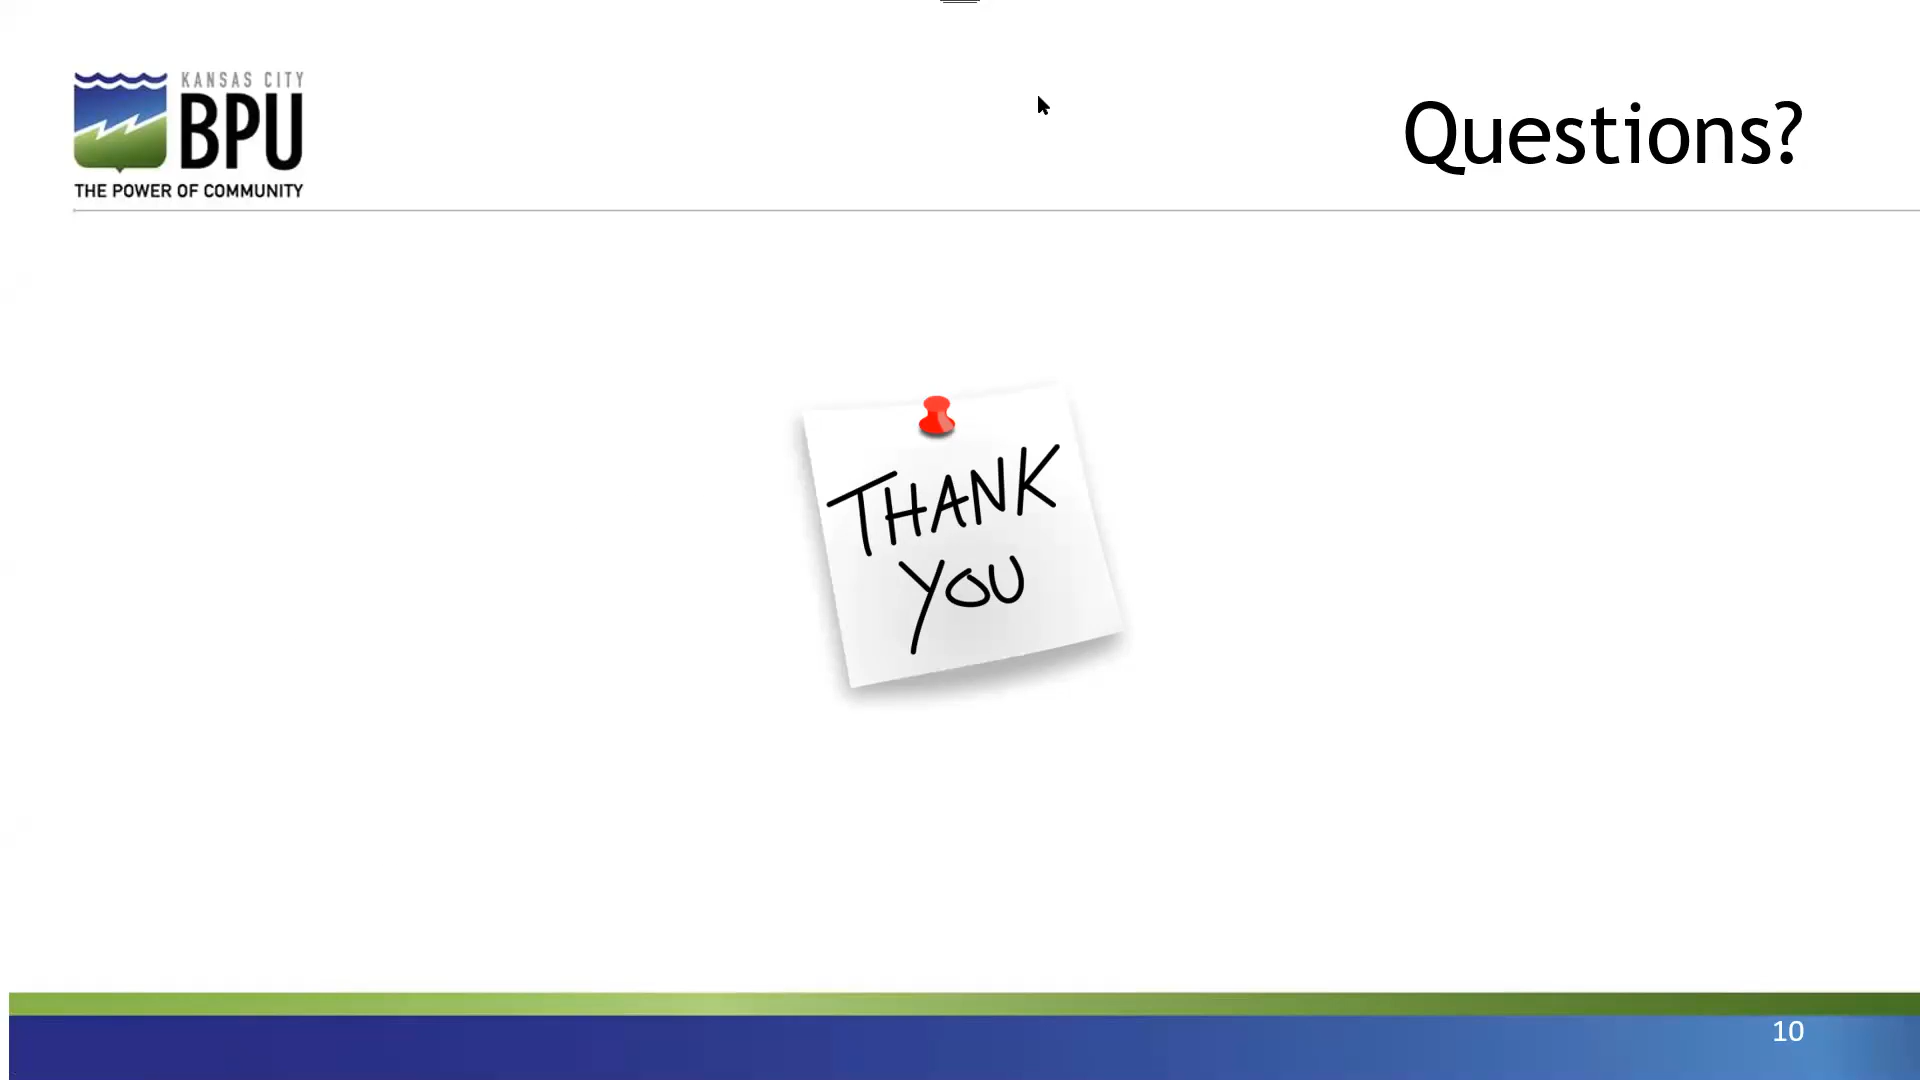 KANSAS CITY
BPU
THE POWER OF COMMUNITY
Questions?
THANK
YOU
10